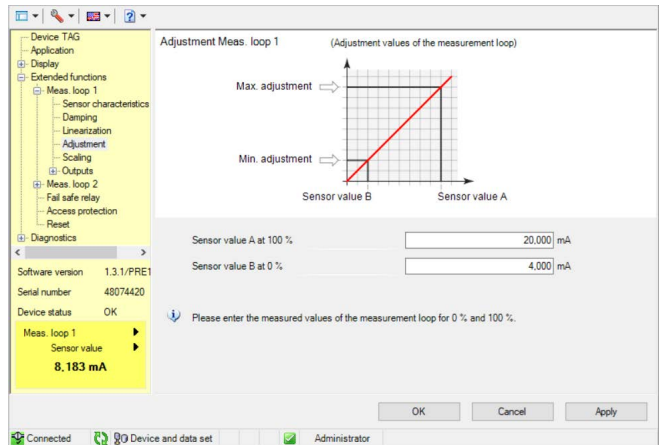 Device TAG
Application
Display
Extended functions
Meas. loop 1
Sensor characteristics
Damping
Linearization
Adjustment
Scaling
Outputs
Meas. loop 2
Fail safe relay
Access protection
Reset
Diagnostics
Software version 1.3.1/PRE1
Serial number 48074420
Device status OK
Meas. loop 1
Sensor value
8,183 mA
Adjustment Meas. loop 1 (Adjustment values of the measurement loop)
Max. adjustment
Min. adjustment
Sensor value B Sensor value A
Sensor value A at 100 % 20,000 mA
Sensor value B at 0 % 4,000 mA
Please enter the measured values of the measurement loop for 0 % and 100 %.
OK Cancel Apply
Connected Device and data set Administrator